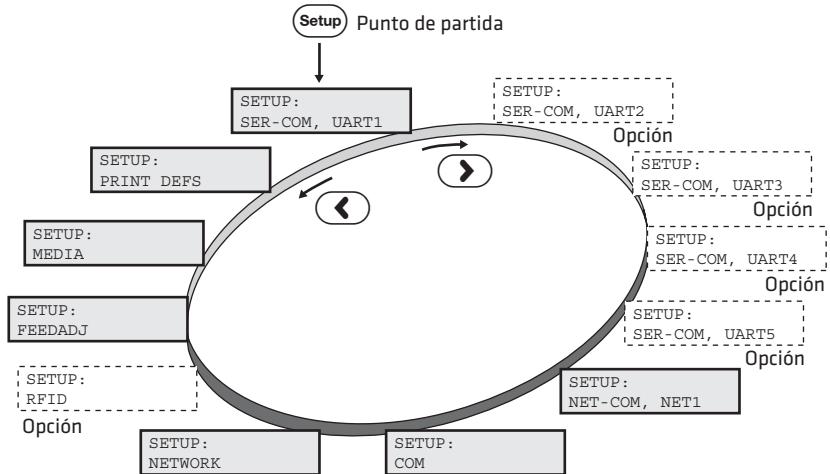 Setup Punto de partida
SETUP:
SER-COM, UART1
SETUP:
SER-COM, UART2
Opción
SETUP:
SER-COM, UART3
Opción
SETUP:
SER-COM, UART4
Opción
SETUP:
SER-COM, UART5
Opción
SETUP:
NET-COM, NET1
SETUP:
COM
SETUP:
NETWORK
SETUP:
RFID
Opción
SETUP:
FEEDADJ
SETUP:
MEDIA
SETUP:
PRINT DEFS